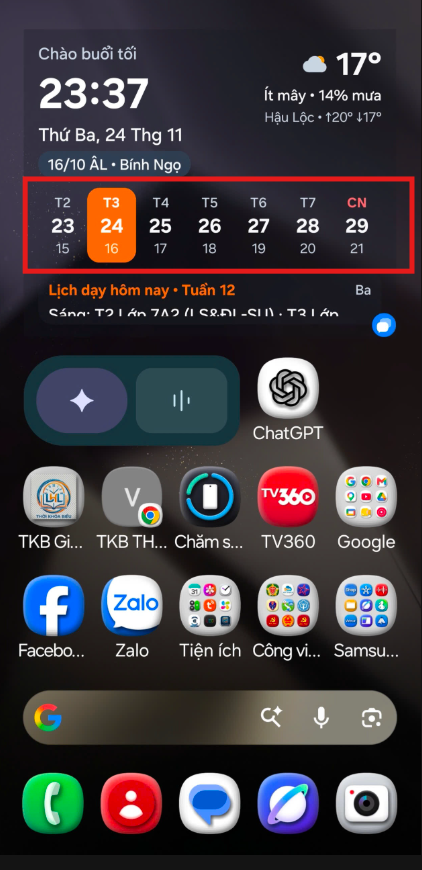 Chào buổi tối
23:37
17°
Thứ Ba, 24 Thg 11
Ít mây • 14% mưa
Hậu Lộc • ↑20° ↓17°
16/10 ÂL • Bính Ngọ
T2 T3 T4 T5 T6 T7 CN
23 24 25 26 27 28 29
15 16 17 18 19 20 21
Lịch dạy hôm nay • Tuần 12
Ba
Sáng: T2 Lớp 7A2 (LS&ĐL-SU) · T3 Lớp
ChatGPT
THỜI KHÓA BIỂU
V
TV360
TKB Gi... TKB TH... Chăm s... TV360 Google
Zalo
Facebo... Zalo Tiện ích Công vi... Samsu...